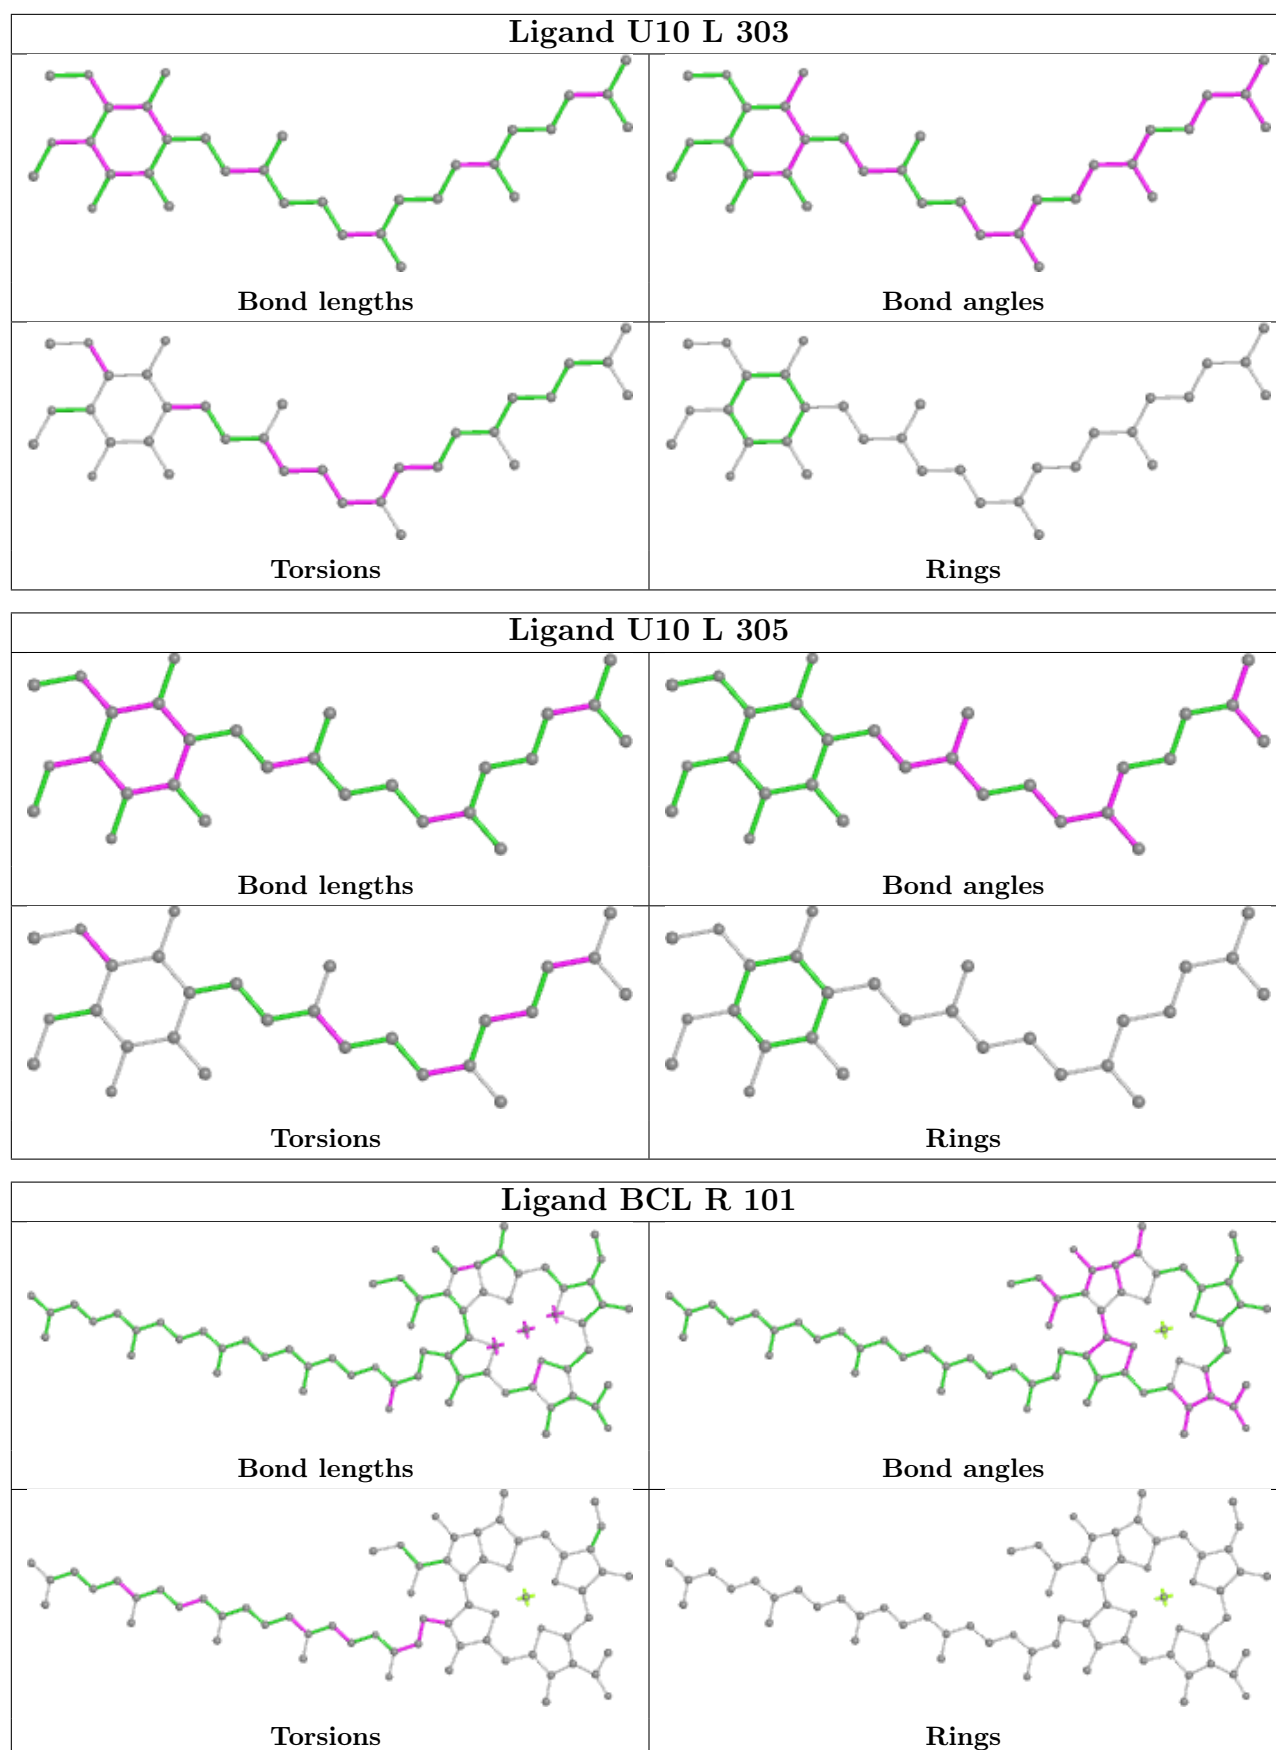 Ligand U10 L 303
Bond lengths
Bond angles
Torsions
Rings
Ligand U10 L 305
Bond lengths
Bond angles
Torsions
Rings
Ligand BCL R 101
Bond lengths
Bond angles
Torsions
Rings